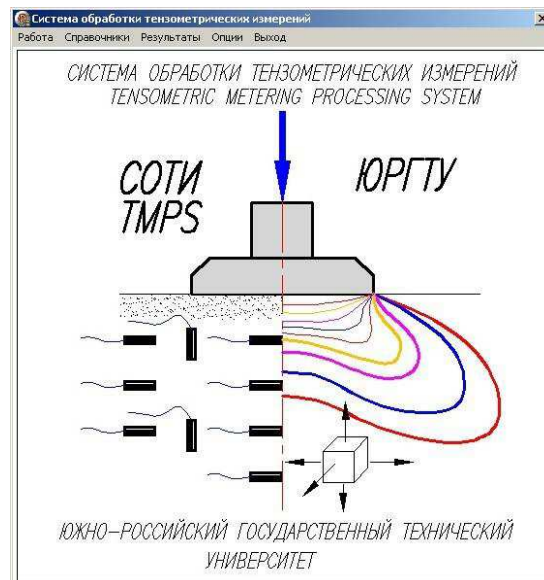 Система обработки тензометрических измерений
Работа Справочники Результаты Опции Выход
СИСТЕМА ОБРАБОТКИ ТЕНЗОМЕТРИЧЕСКИХ ИЗМЕРЕНИЙ
TENSOMETRIC METERING PROCESSING SYSTEM
СОТИ ЮРГТУ
TMPS
ЮЖНО-РОССИЙСКИЙ ГОСУДАРСТВЕННЫЙ ТЕХНИЧЕСКИЙ
УНИВЕРСИТЕТ